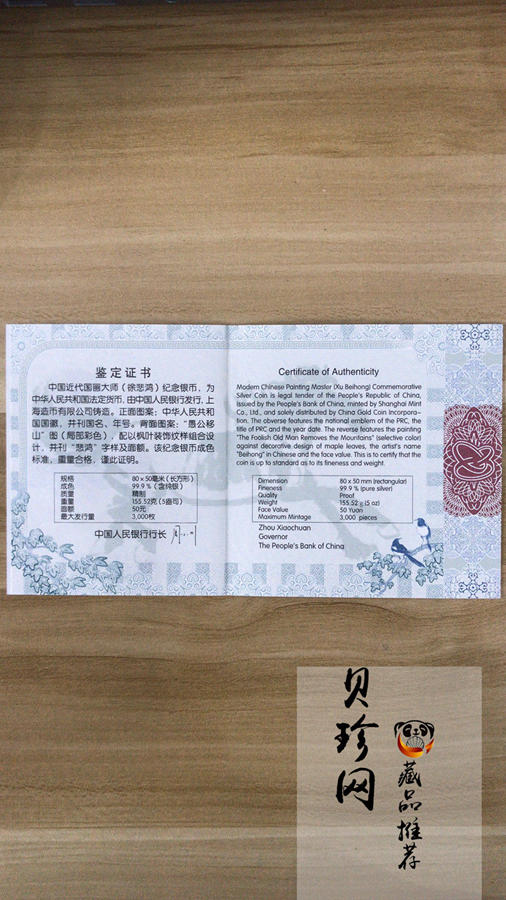 鉴定证书
中国近代国画大师（徐悲鸿）纪念银币，为
中华人民共和国法定货币，由中国人民银行发行，上
海造币有限公司铸造。正面图案：中华人民共和
国国徽，并刊国名、年号。背面图案：“愚公移
山”图（局部彩色），配以枫叶装饰纹样组合设
计，并刊“悲鸿”字样及面额。该纪念银币成色
标准，重量合格，谨此证明。
规格 80×50毫米（长方形）
成色 99.9%（含纯银）
质量 精制
重量 155.52克（5盎司）
面额 50元
最大发行量 3,000枚
中国人民银行行长
Certificate of Authenticity
Modern Chinese Painting Master (Xu Beihong) Commemorative
Silver Coin is legal tender of the People's Republic of China,
issued by the People's Bank of China, minted by Shanghai Mint
Co., Ltd., and solely distributed by China Gold Coin Incorpora-
tion. The obverse features the national emblem of the PRC, the
title of PRC and the year date. The reverse features the painting
"The Foolish Old Man Removes the Mountains" (selective color)
against decorative design of maple leaves, the artist's name
"Beihong" in Chinese and the face value. This is to certify that the
coin is up to standard as to its fineness and weight.
Dimension 80 x 50 mm (rectangular)
Fineness 99.9 % (pure silver)
Quality Proof
Weight 155.52 g (5 oz)
Face Value 50 Yuan
Maximum Mintage 3,000 pieces
Zhou Xiaochuan
Governor
The People's Bank of China
贝珍网
藏品推荐